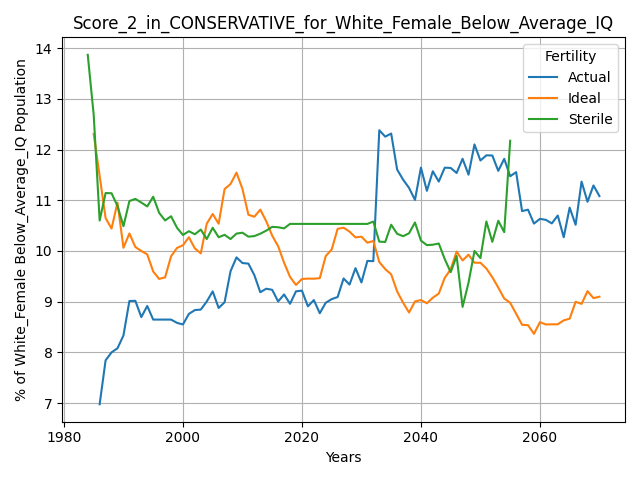 Score_2_in_CONSERVATIVE_for_White_Female_Below_Average_IQ
% of White_Female Below_Average_IQ Population
14
13
12
11
10
9
8
7
1980
2000
2020
2040
2060
Years
Fertility
Actual
Ideal
Sterile